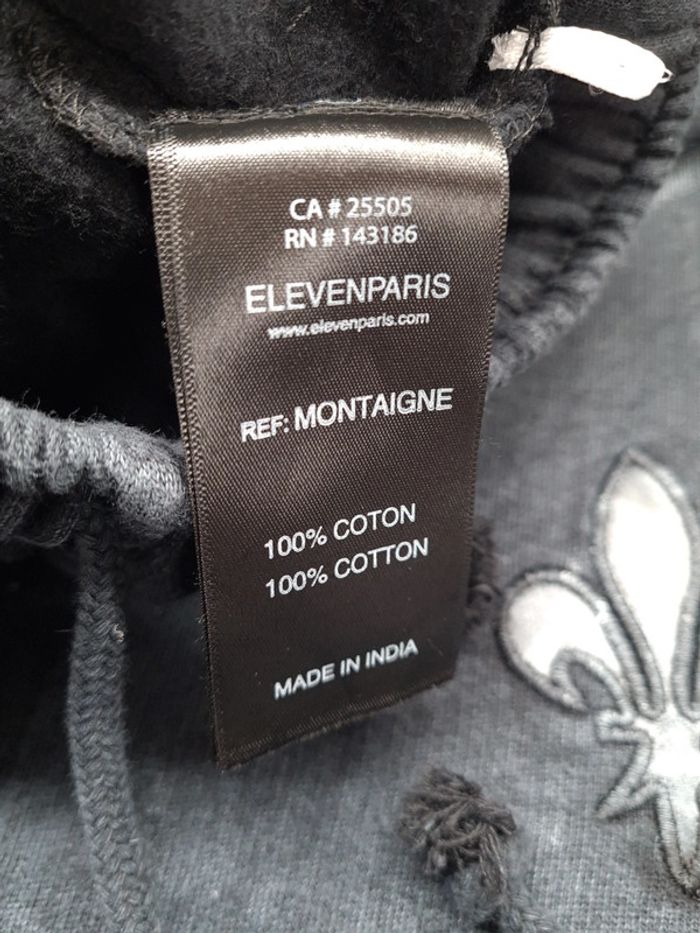 CA # 25505
RN # 143186
ELEVENPARIS
www.elevenparis.com
REF: MONTAIGNE
100% COTON
100% COTTON
MADE IN INDIA